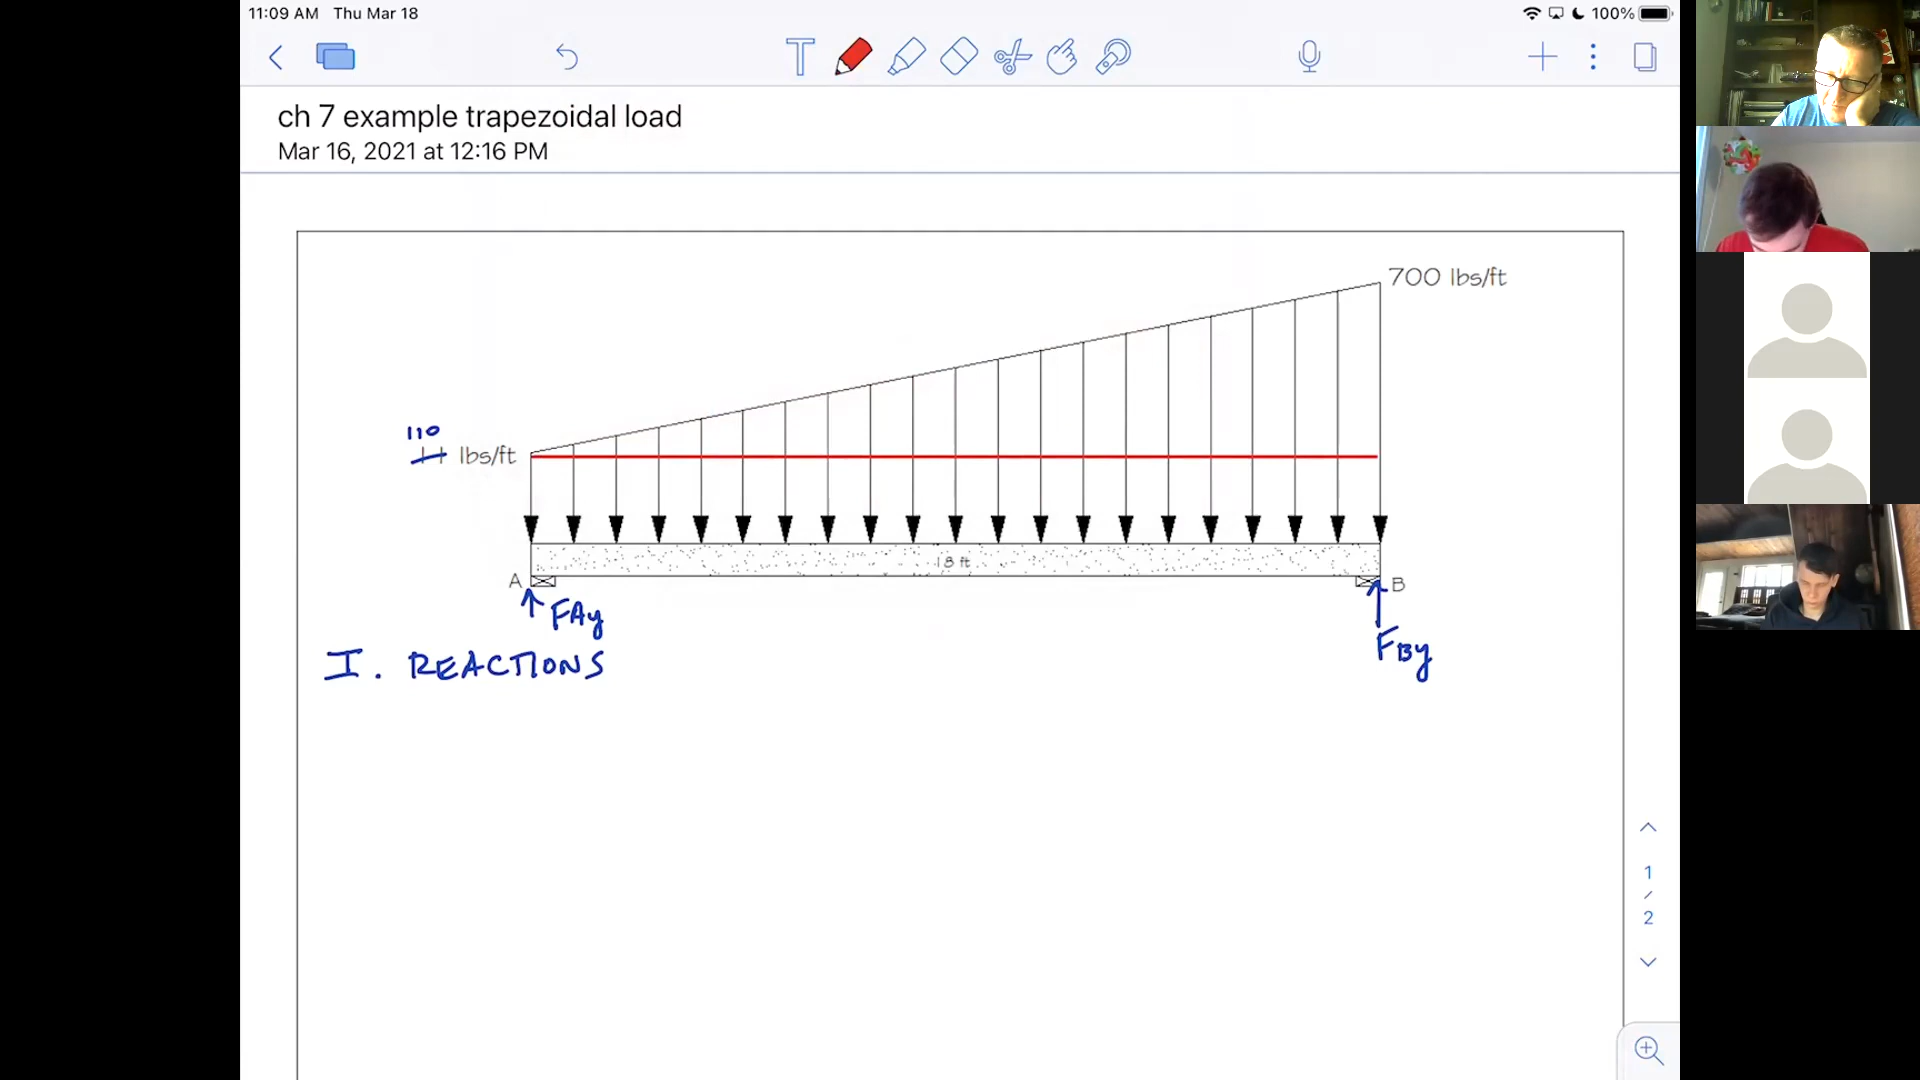 11:09 AM Thu Mar 18
100%
T
ch 7 example trapezoidal load
Mar 16, 2021 at 12:16 PM
700 lbs/ft
110
11 lbs/ft
18 ft
A
B
FAy
FBy
I. REACTIONS
1
/
2